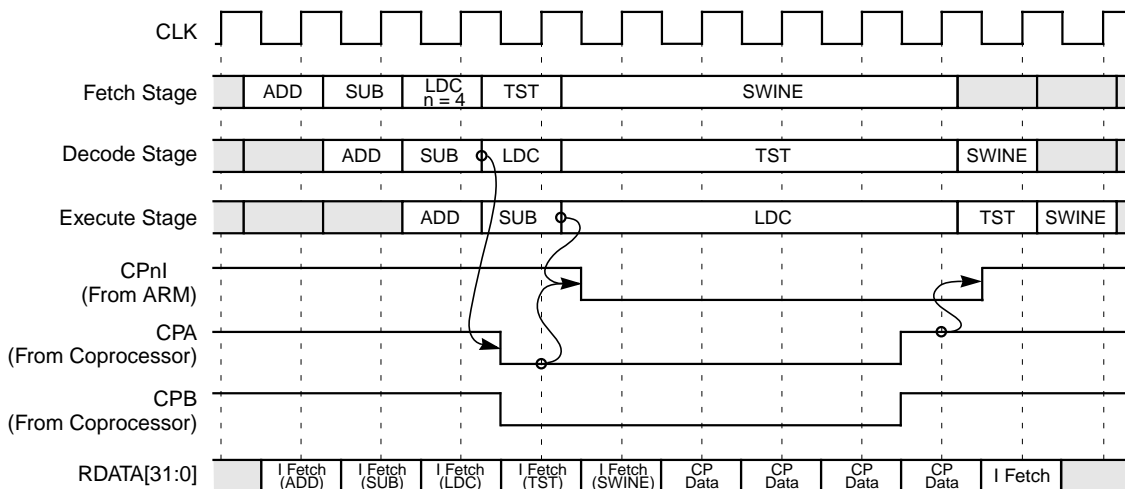 CLK
Fetch Stage ADD SUB LDC n = 4 TST SWINE
Decode Stage ADD SUB LDC TST SWINE
Execute Stage ADD SUB LDC TST SWINE
CPnI
(From ARM)
CPA
(From Coprocessor)
CPB
(From Coprocessor)
RDATA[31:0] I Fetch (ADD) I Fetch (SUB) I Fetch (LDC) I Fetch (TST) I Fetch (SWINE) CP Data CP Data CP Data CP Data I Fetch